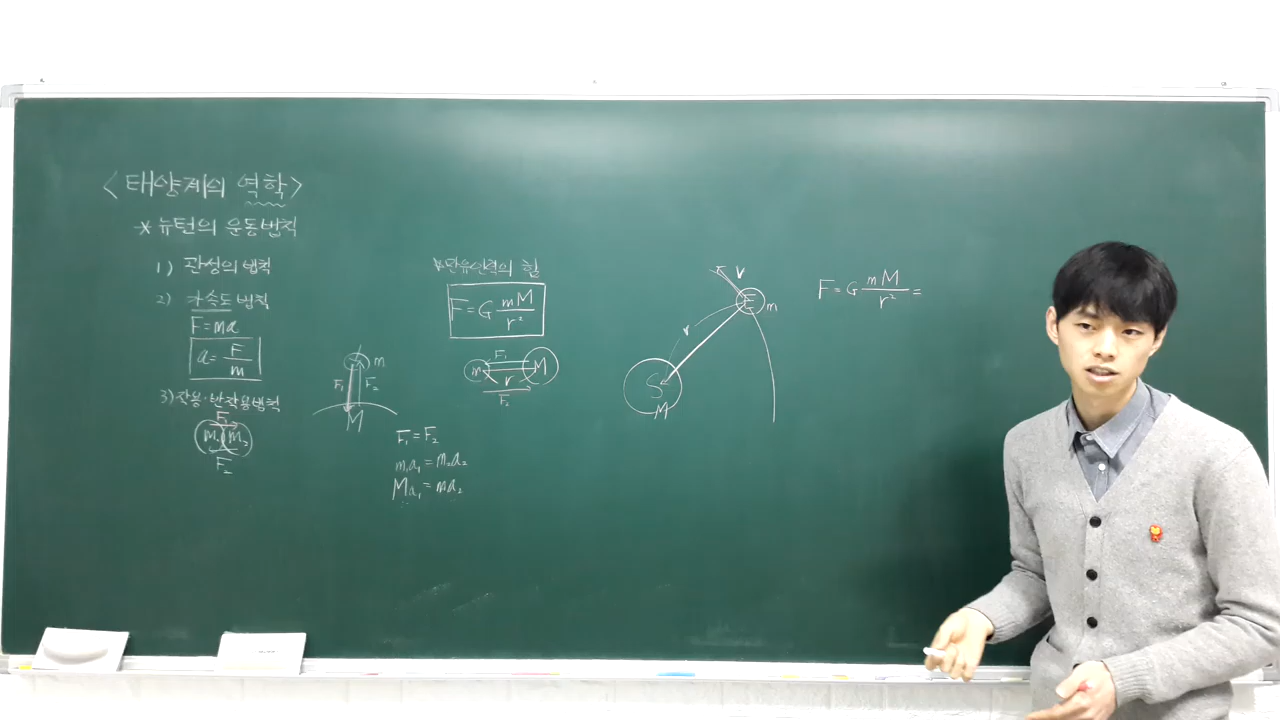 <태양계의 역학>
* 뉴턴의 운동법칙
1) 관성의 법칙
2) 가속도 법칙
F=ma
a= F/m
3) 작용·반작용법칙
F₁
m₁ m₂
F₂
m
F₁ F₂
M
*만유인력의 힘
F=G mM/r²
F₁
m r M
F₂
F₁=F₂
m₁a₁=m₂a₂
Ma₁=ma₂
V
E m
r
S
M
F=G mM/r² =